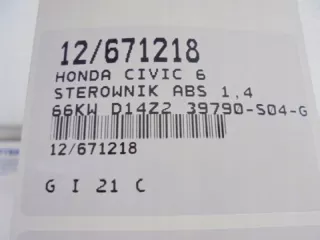 12/671218
HONDA CIVIC 6
STEROWNIK ABS 1,4
66KW D14Z2 39790-S04-G
12/671218
G I 21 C